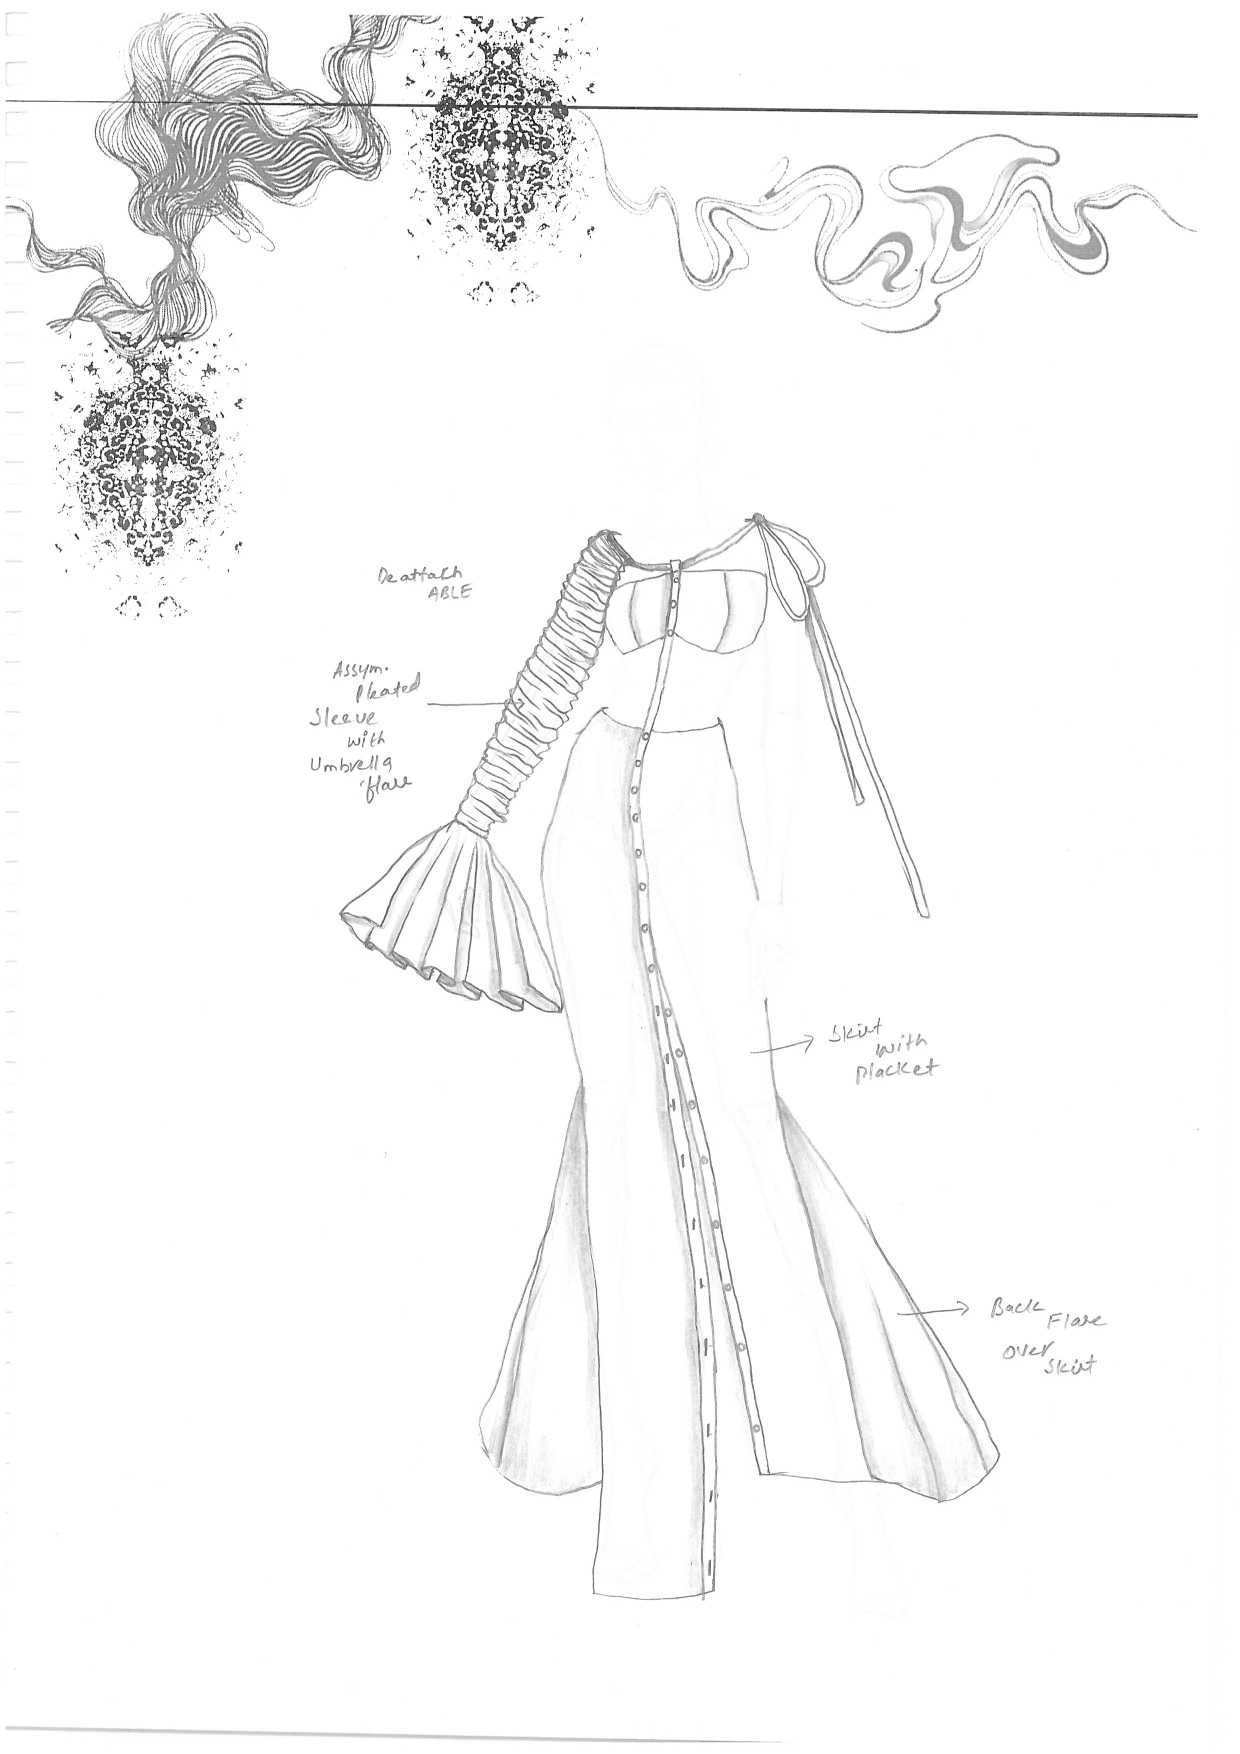 Deattach
ABLE
Assym.
Pleated
Sleeve
with
Umbrella
flare
Skirt
with
placket
Back
Flare
over
skirt